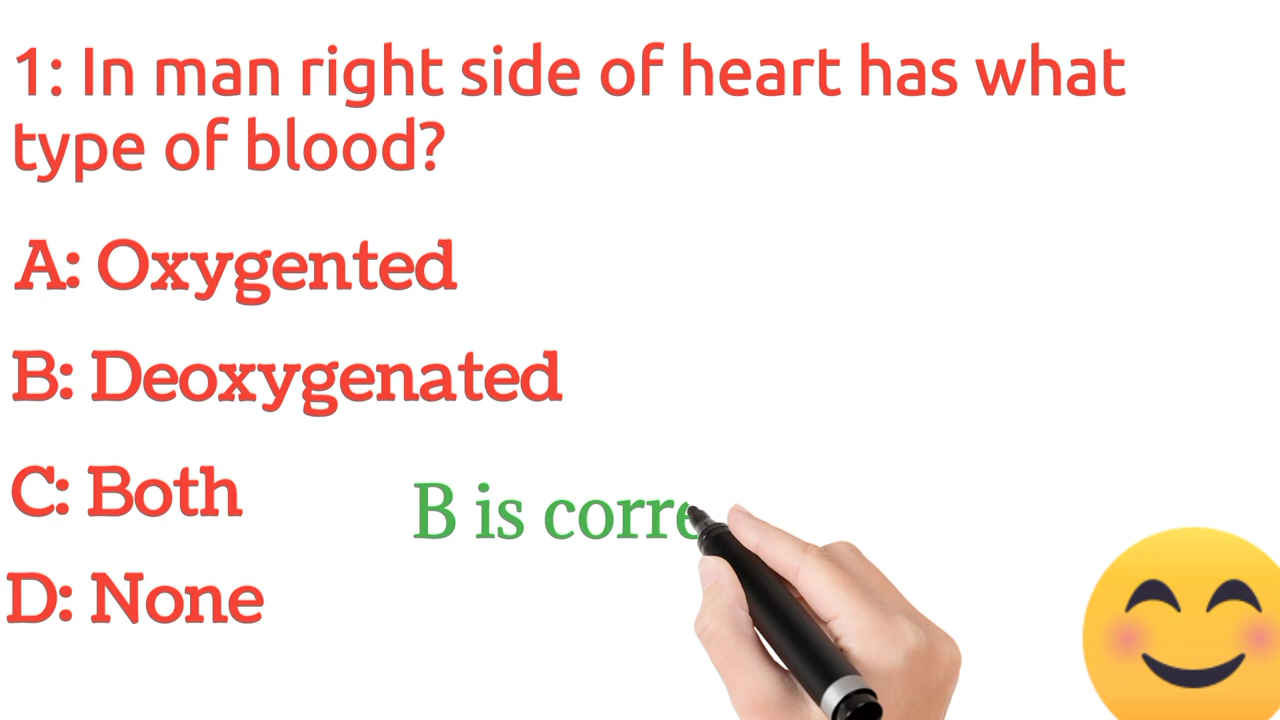 1: In man right side of heart has what
type of blood?
A: Oxygented
B: Deoxygenated
C: Both
B is corre
D: None